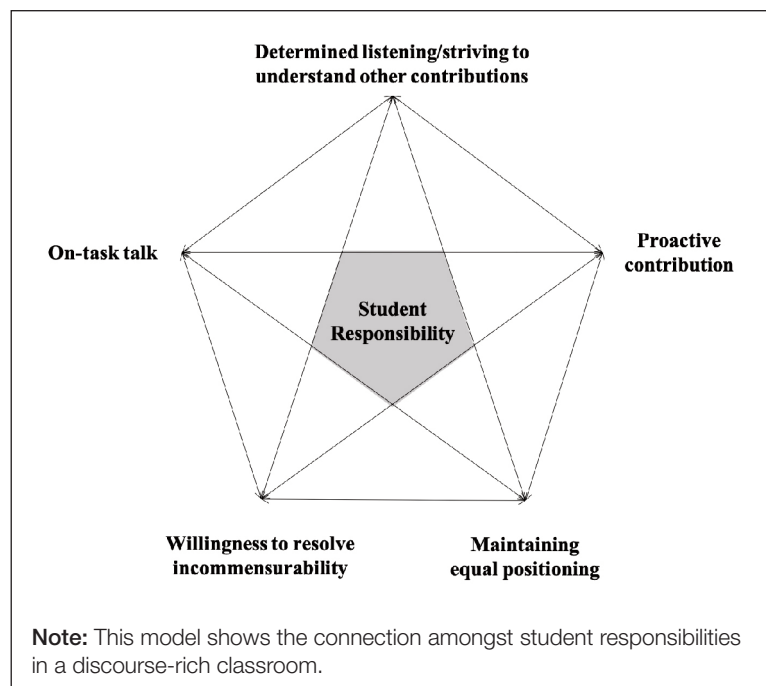 Determined listening/striving to
understand other contributions
On-task talk
Proactive
contribution
Student
Responsibility
Willingness to resolve
incommensurability
Maintaining
equal positioning
Note: This model shows the connection amongst student responsibilities
in a discourse-rich classroom.